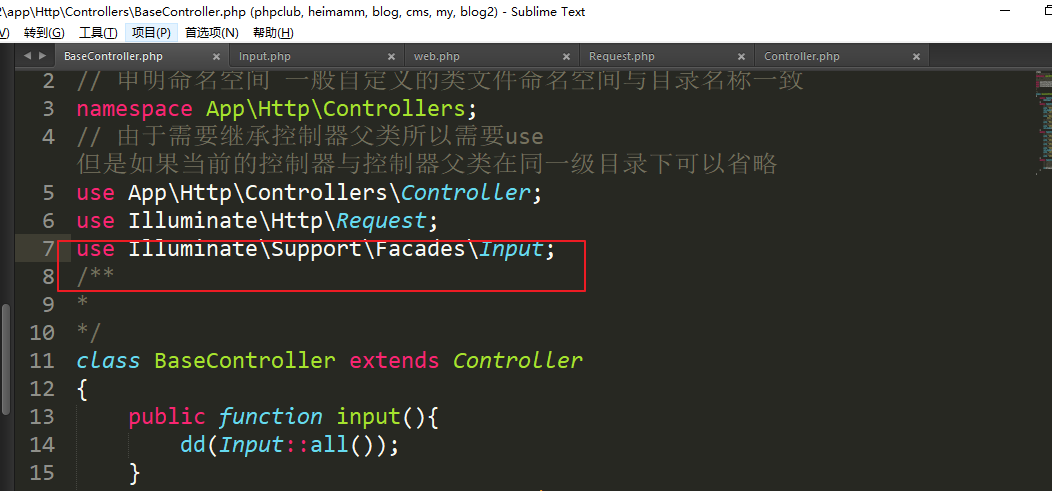 2\app\Http\Controllers\BaseController.php (phpclub, heimamm, blog, cms, my, blog2) - Sublime Text
V) 转到(G) 工具(T) 项目(P) 首选项(N) 帮助(H)
BaseController.php × Input.php × web.php × Request.php × Controller.php ×
2 // 申明命名空间 一般自定义的类文件命名空间与目录名称一致
3 namespace App\Http\Controllers;
4 // 由于需要继承控制器父类所以需要use
但是如果当前的控制器与控制器父类在同一级目录下可以省略
5 use App\Http\Controllers\Controller;
6 use Illuminate\Http\Request;
7 use Illuminate\Support\Facades\Input;
8 /**
9 *
10 */
11 class BaseController extends Controller
12 {
13 public function input(){
14 dd(Input::all());
15 }